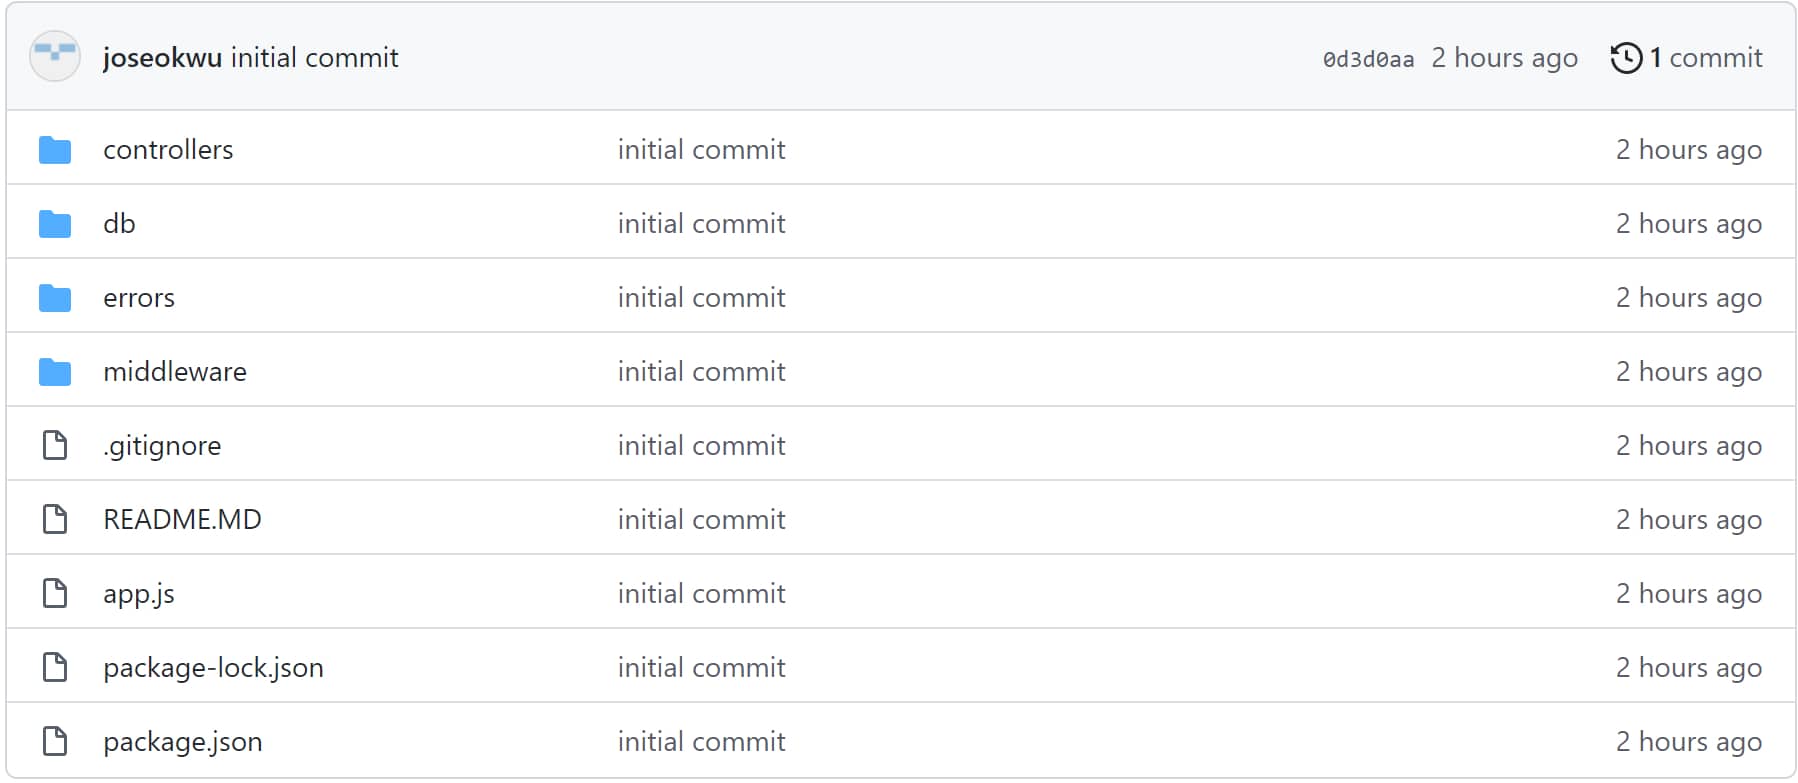 joseokwu initial commit 0d3d0aa 2 hours ago 1 commit
controllers initial commit 2 hours ago
db initial commit 2 hours ago
errors initial commit 2 hours ago
middleware initial commit 2 hours ago
.gitignore initial commit 2 hours ago
README.MD initial commit 2 hours ago
app.js initial commit 2 hours ago
package-lock.json initial commit 2 hours ago
package.json initial commit 2 hours ago